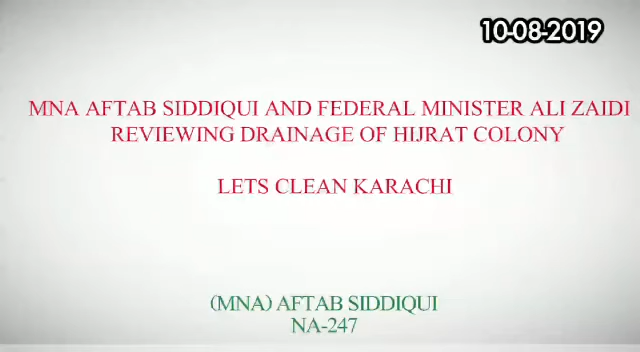 10-08-2019
MNA AFTAB SIDDIQUI AND FEDERAL MINISTER ALI ZAIDI
REVIEWING DRAINAGE OF HIJRAT COLONY
LETS CLEAN KARACHI
(MNA) AFTAB SIDDIQUI
NA-247